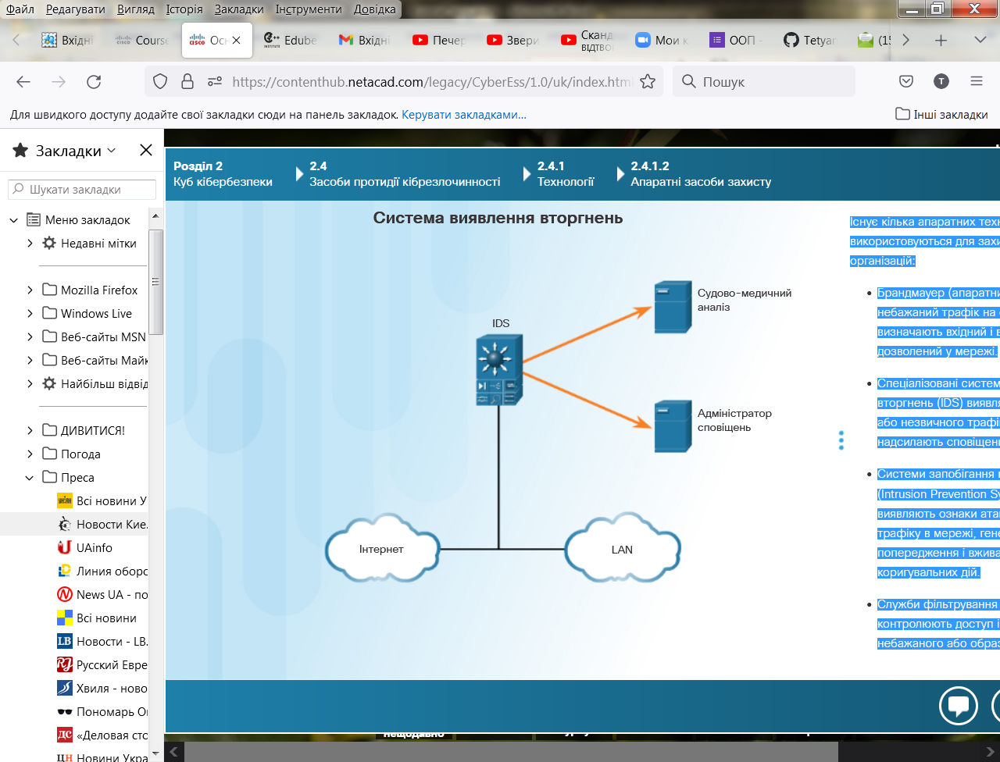 Файл Редагувати Вигляд Історія Закладки Інструменти Довідка
Вхідні Course Осн Edube Вхідні Печер Звери Сканд Мои к ООП - Tetyan (15
ВІДТВО
https://contenthub.netacad.com/legacy/CyberEss/1.0/uk/index.html
Пошук
T
Для швидкого доступу додайте свої закладки сюди на панель закладок. Керувати закладками...
Інші закладки
Закладки
Шукати закладки
Меню закладок
Недавні мітки
Mozilla Firefox
Windows Live
Веб-сайты MSN
Веб-сайты Майк
Найбільш відвід
ДИВИТИСЯ!
Погода
Преса
Всі новини У
Новости Кие.
UAinfo
Линия оборо
News UA - по
Всі новини
Новости - LB.
Русский Евре
Хвиля - ново
Пономарь О
«Деловая сто
Новини Укра
Розділ 2
Куб кібербезпеки
2.4
Засоби протидії кібрезлочинності
2.4.1
Технології
2.4.1.2
Апаратні засоби захисту
Система виявлення вторгнень
IDS
Судово-медичний
аналіз
Адміністратор
сповіщень
Інтернет
LAN
Існує кілька апаратних техн
використовуються для захи
організацій:
Брандмауер (апаратни
небажаний трафік на
визначають вхідний і в
дозволений у мережі.
Спеціалізовані систем
вторгнень (IDS) виявля
або незвичного трафік
надсилають сповіщен
Системи запобігання
(Intrusion Prevention Sy
виявляють ознаки ата
трафіку в мережі, гене
попередження і вжива
коригувальних дій.
Служби фільтрування
контролюють доступ і
небажаного або образ
нещодавно